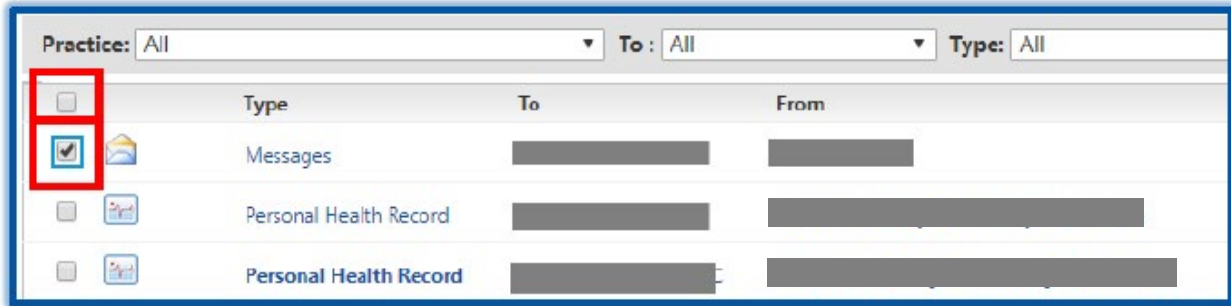 Practice: All To : All Type: All
Type To From
Messages
Personal Health Record
Personal Health Record